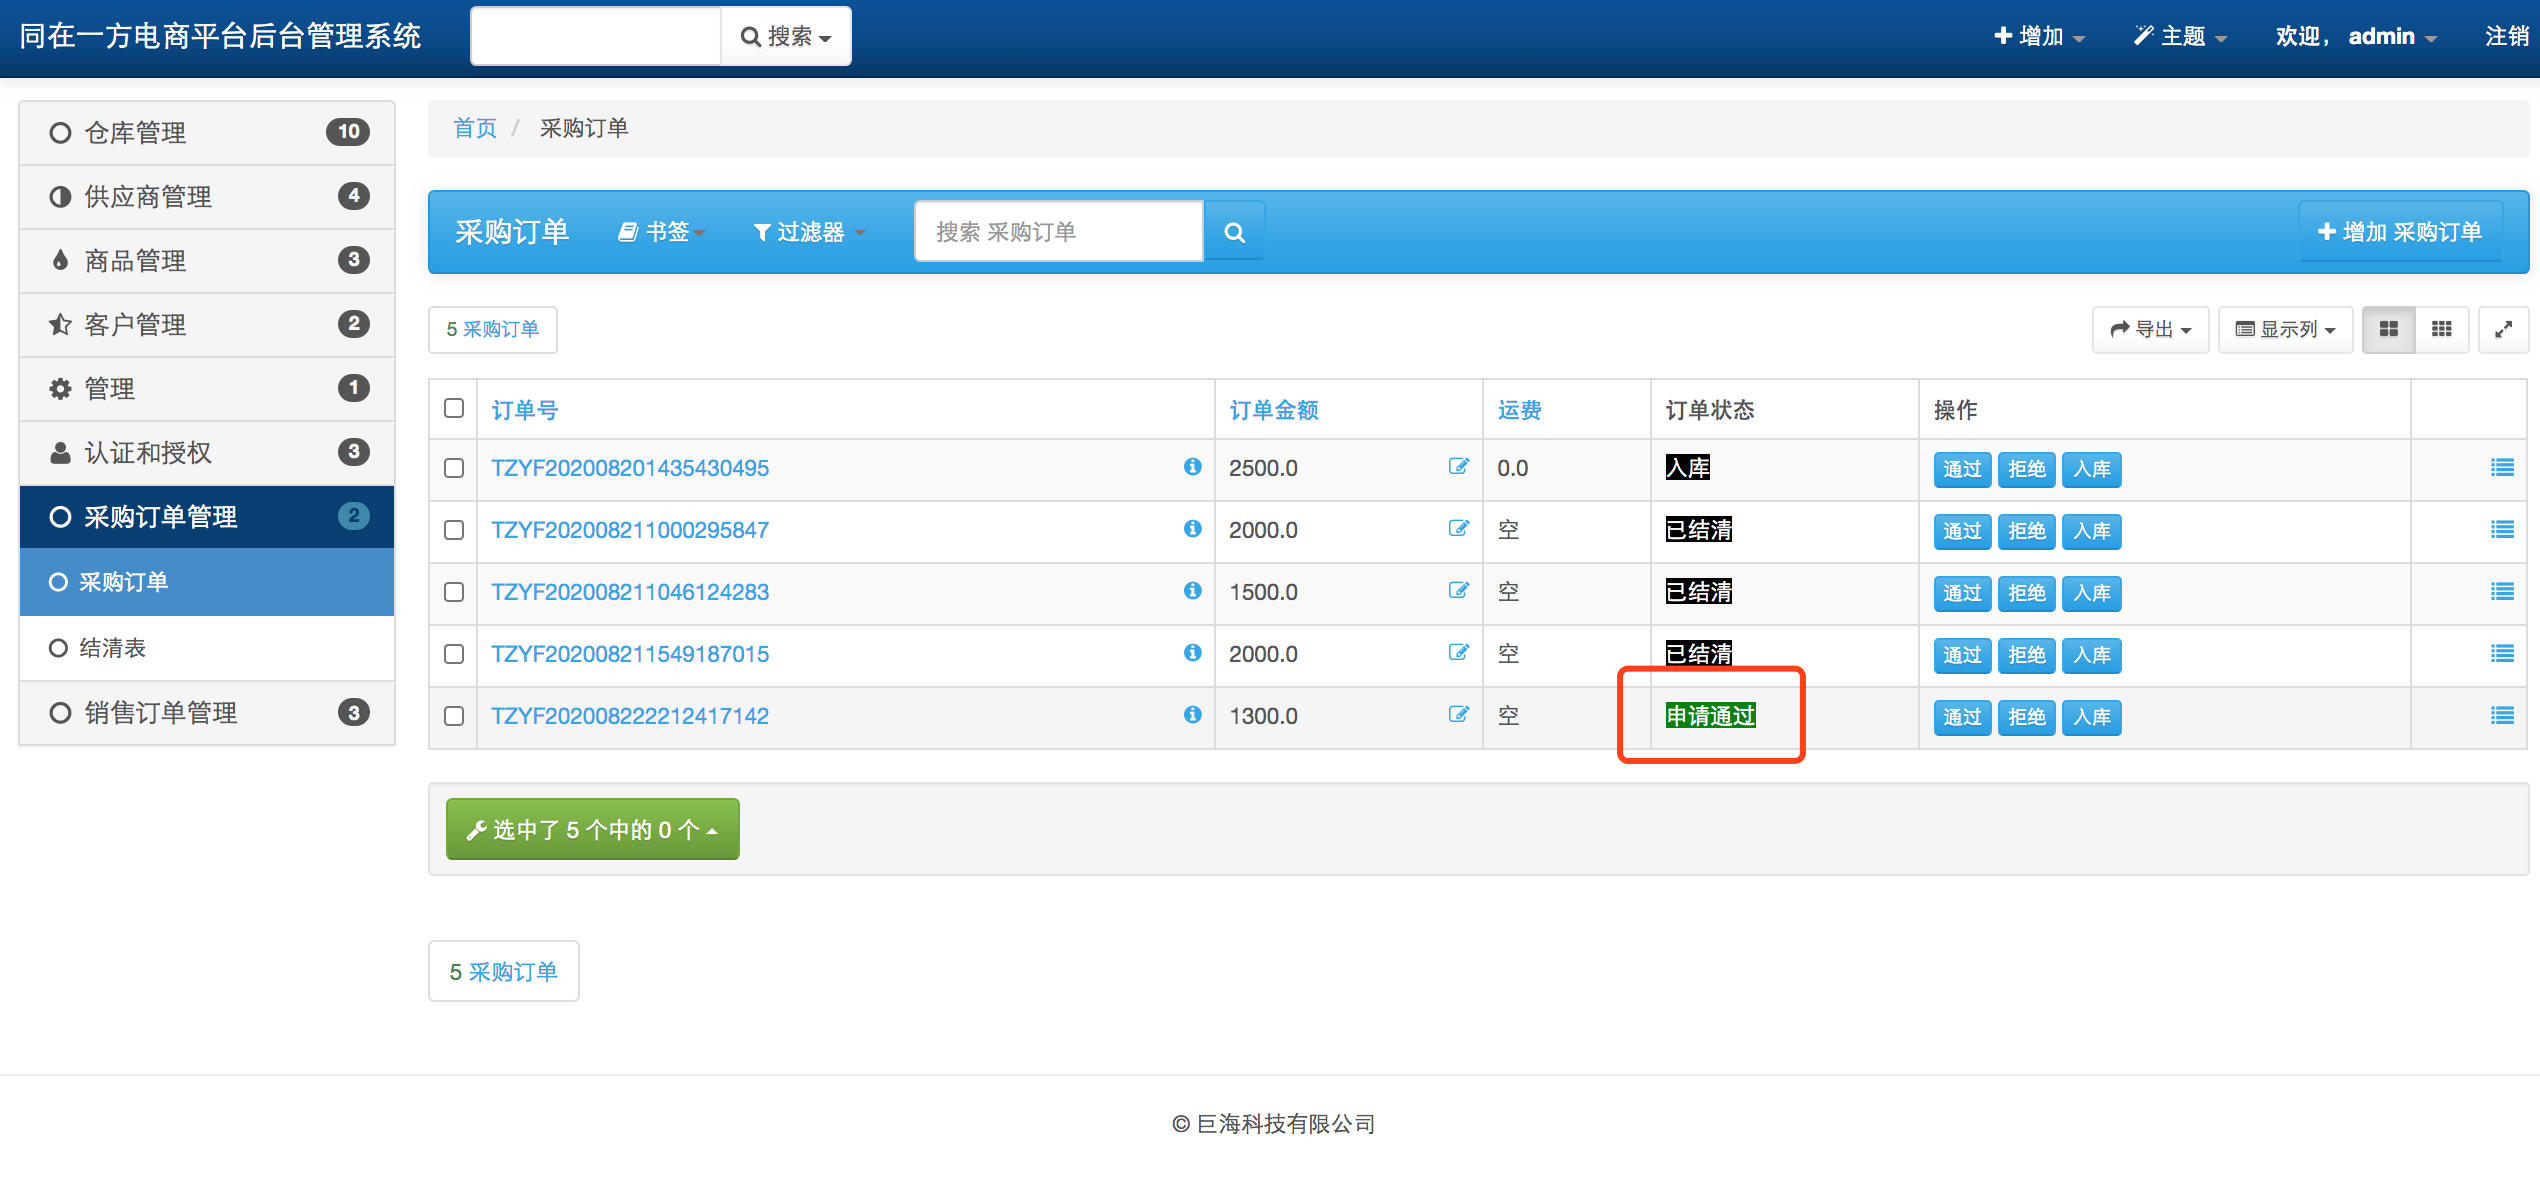 同在一方电商平台后台管理系统 搜索 增加 主题 欢迎， admin 注销
仓库管理 10
供应商管理 4
商品管理 3
客户管理 2
管理 1
认证和授权 3
采购订单管理 2
采购订单
结清表
销售订单管理 3
首页 / 采购订单
采购订单 书签 过滤器 搜索 采购订单 增加 采购订单
5 采购订单 导出 显示列
订单号 订单金额 运费 订单状态 操作
TZYF202008201435430495 2500.0 0.0 入库 通过 拒绝 入库
TZYF202008211000295847 2000.0 空 已结清 通过 拒绝 入库
TZYF202008211046124283 1500.0 空 已结清 通过 拒绝 入库
TZYF202008211549187015 2000.0 空 已结清 通过 拒绝 入库
TZYF202008222212417142 1300.0 空 申请通过 通过 拒绝 入库
选中了 5 个中的 0 个
5 采购订单
© 巨海科技有限公司